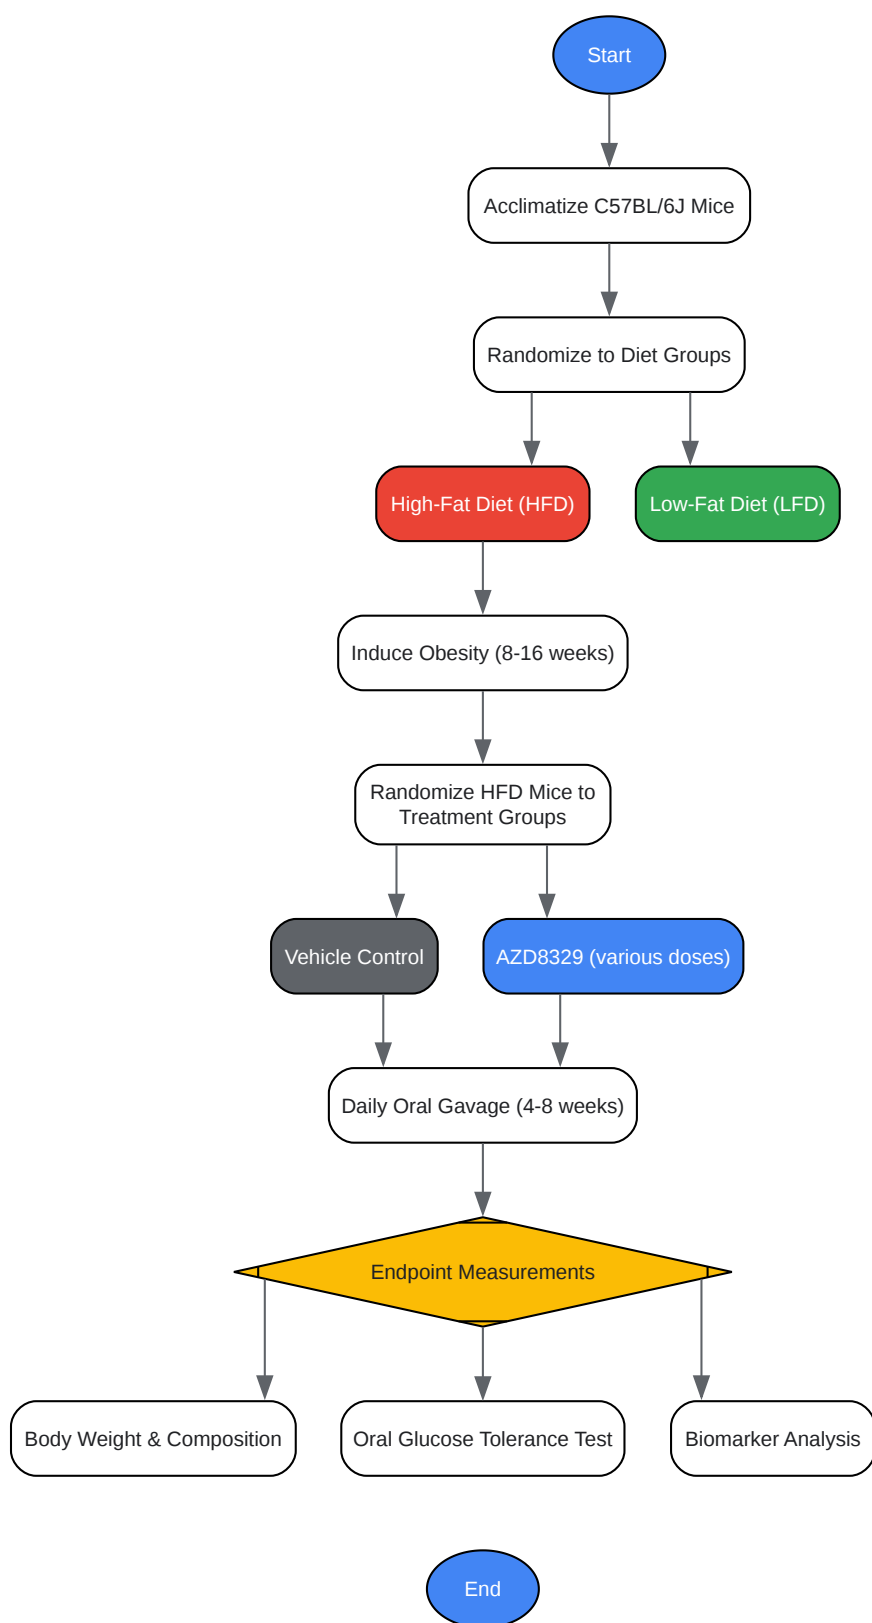 Start
Acclimatize C57BL/6J Mice
Randomize to Diet Groups
High-Fat Diet (HFD)
Low-Fat Diet (LFD)
Induce Obesity (8-16 weeks)
Randomize HFD Mice to
Treatment Groups
Vehicle Control
AZD8329 (various doses)
Daily Oral Gavage (4-8 weeks)
Endpoint Measurements
Body Weight & Composition
Oral Glucose Tolerance Test
Biomarker Analysis
End